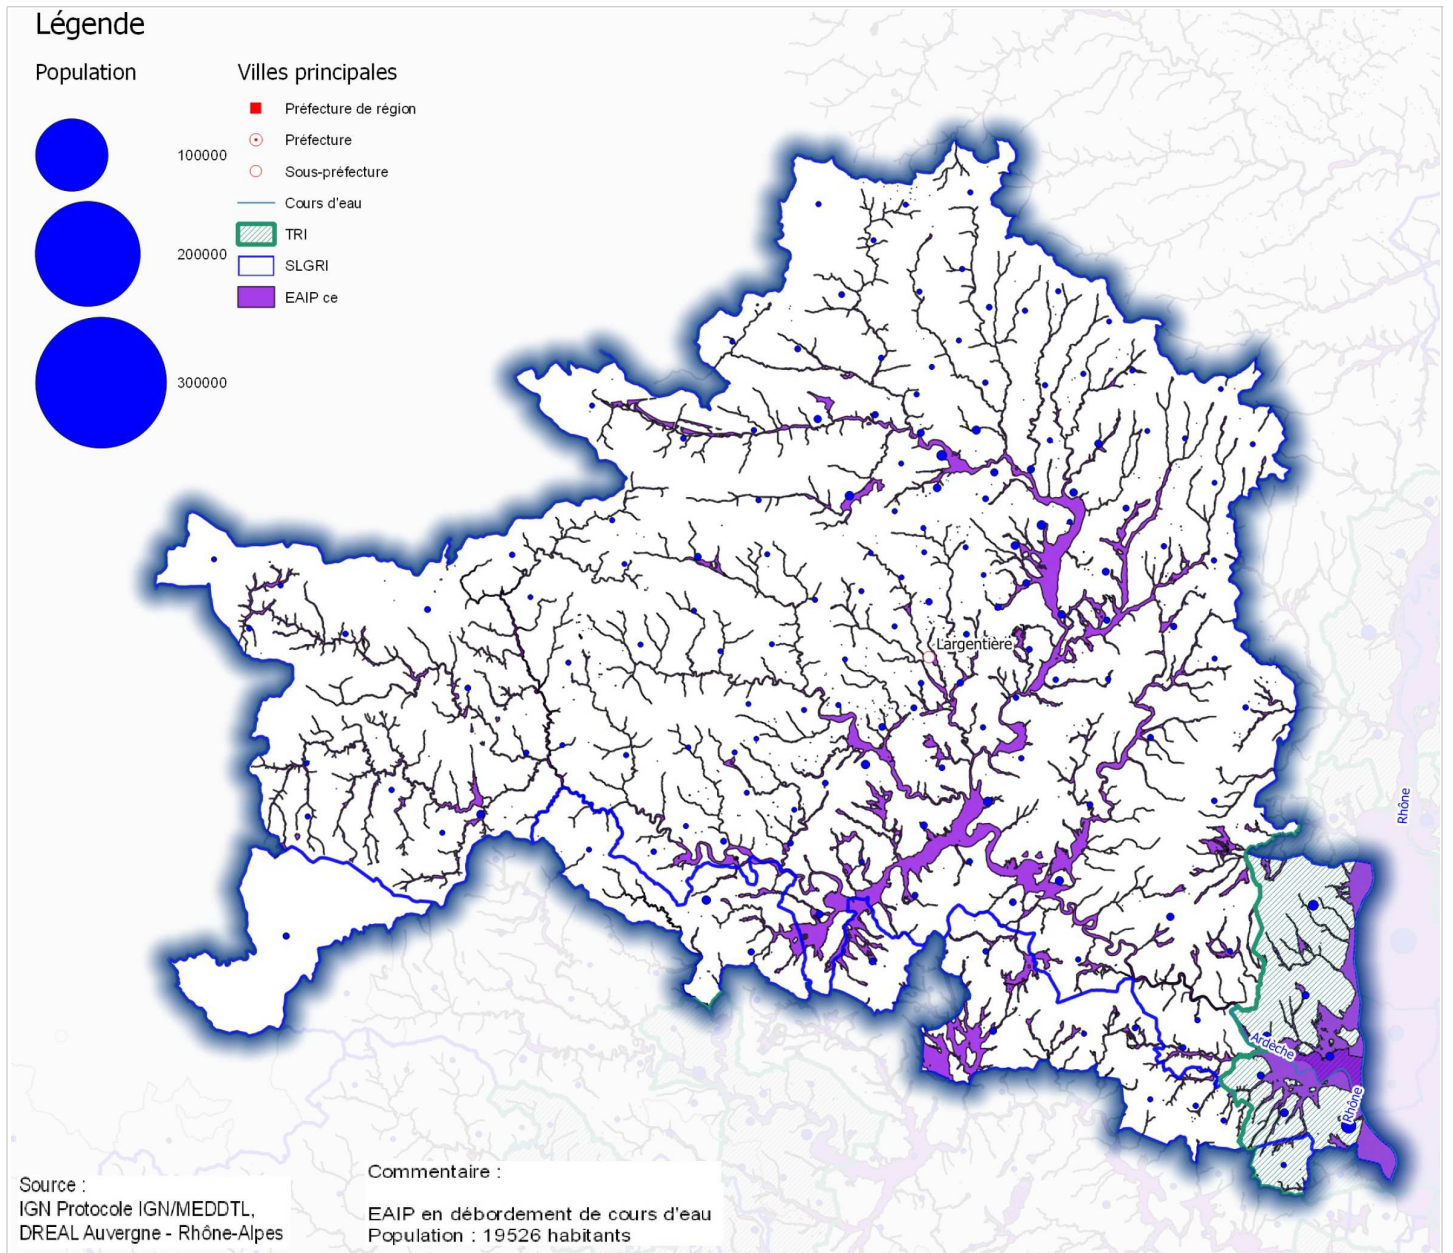 Légende
Population
100000
200000
300000
Villes principales
Préfecture de région
Préfecture
Sous-préfecture
Cours d'eau
TRI
SLGRI
EAIP ce
Largentière
Rhône
Ardèche
Rhône
Source :
IGN Protocole IGN/MEDDTL,
DREAL Auvergne - Rhône-Alpes
Commentaire :
EAIP en débordement de cours d'eau
Population : 19526 habitants